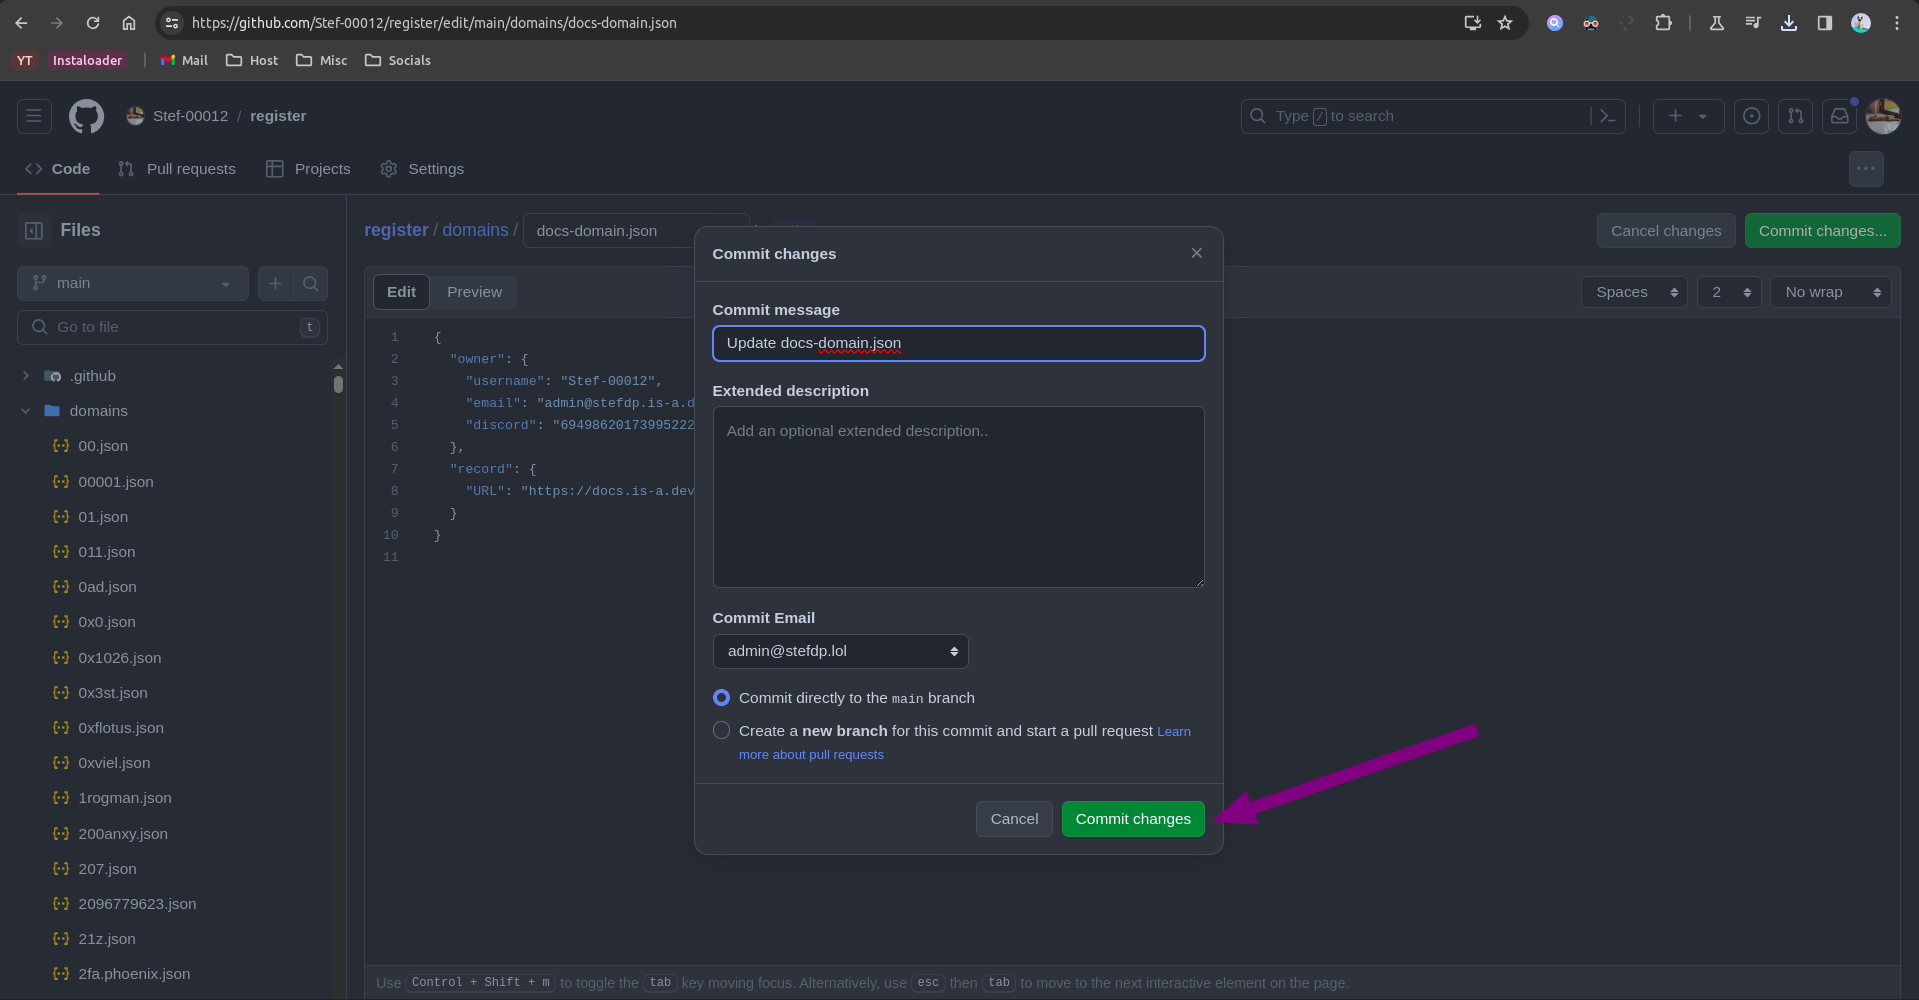 https://github.com/Stef-00012/register/edit/main/domains/docs-domain.json
YT Instaloader Mail Host Misc Socials
Stef-00012 / register
Type / to search
Code Pull requests Projects Settings
Files
register / domains / docs-domain.json
Cancel changes Commit changes...
main
Go to file t
Edit Preview
Spaces 2 No wrap
.github
domains
00.json
00001.json
01.json
011.json
0ad.json
0x0.json
0x1026.json
0x3st.json
0xflotus.json
0xviel.json
1rogman.json
200anxy.json
207.json
2096779623.json
21z.json
2fa.phoenix.json
1 {
2 "owner": {
3 "username": "Stef-00012",
4 "email": "admin@stefdp.is-a.d
5 "discord": "69498620173995222
6 },
7 "record": {
8 "URL": "https://docs.is-a.dev
9 }
10 }
11
Commit changes
Commit message
Update docs-domain.json
Extended description
Add an optional extended description..
Commit Email
admin@stefdp.lol
Commit directly to the main branch
Create a new branch for this commit and start a pull request Learn
more about pull requests
Cancel Commit changes
Use Control + Shift + m to toggle the tab key moving focus. Alternatively, use esc then tab to move to the next interactive element on the page.